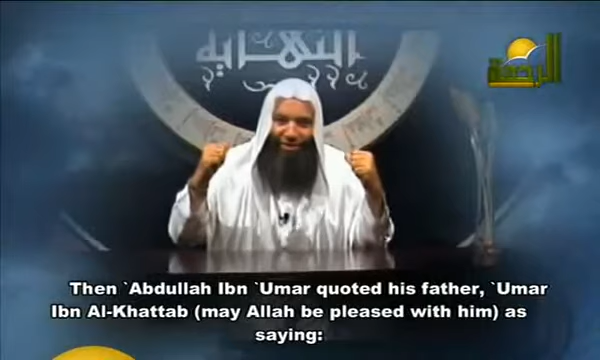 النهاية
الرحمة
Then `Abdullah Ibn `Umar quoted his father, `Umar
Ibn Al-Khattab (may Allah be pleased with him) as
saying: